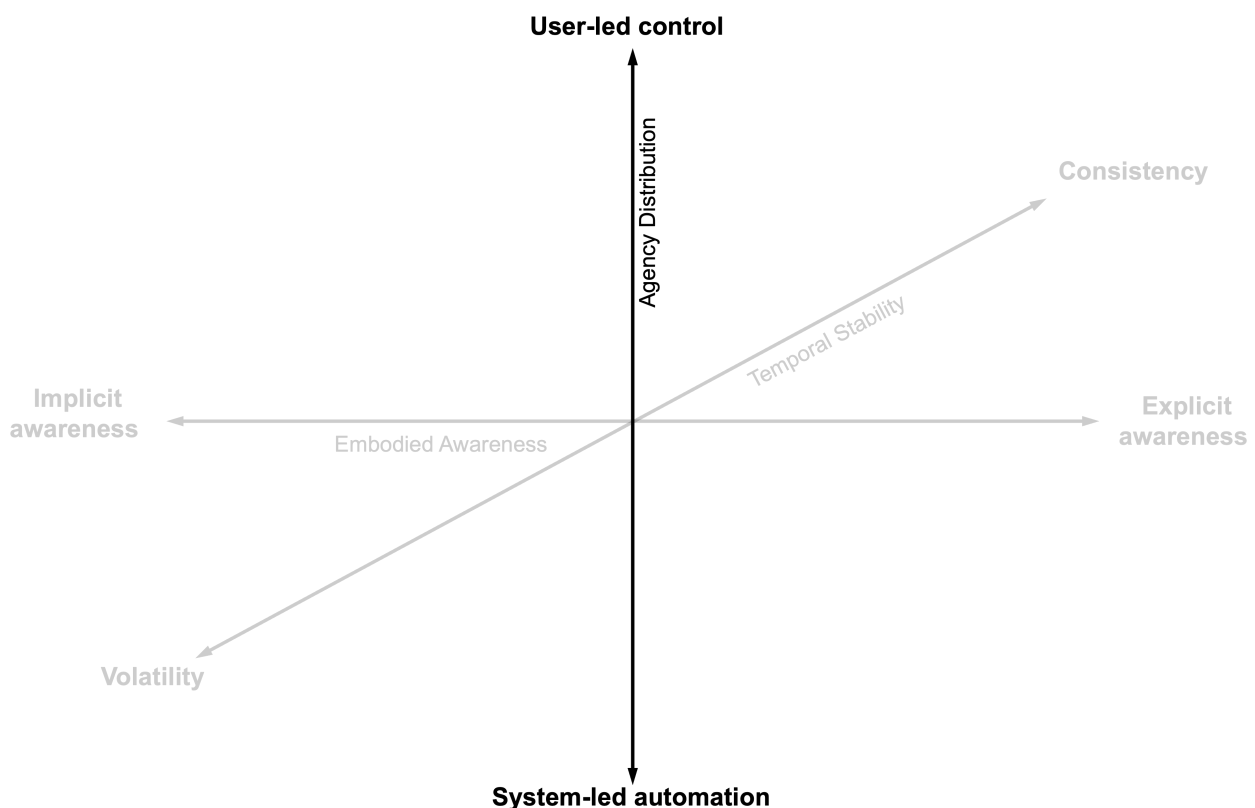 User-led control
Agency Distribution
Consistency
Temporal Stability
Implicit
awareness
Embodied Awareness
Explicit
awareness
Volatility
System-led automation